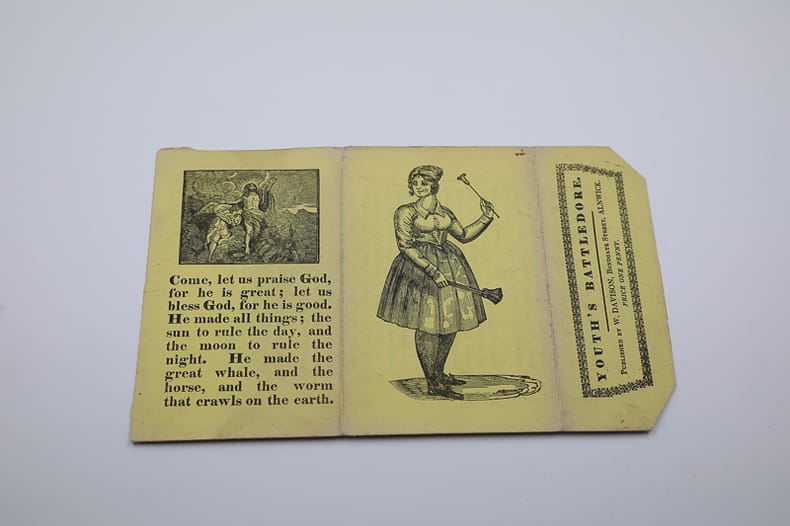 Come, let us praise God,
for he is great; let us
bless God, for he is good.
He made all things; the
sun to rule the day, and
the moon to rule the
night. He made the
great whale, and the
horse, and the worm
that crawls on the earth.
YOUTH'S BATTLEDORE.
PUBLISHED BY W. DAVISON, BONDGATE STREET, ALNWICK.
PRICE ONE PENNY.